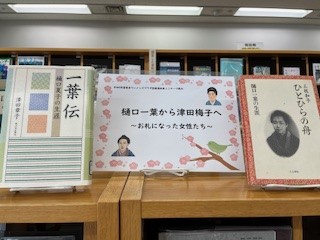 一葉伝
樋口夏子の生涯
澤田章子
樋口一葉から津田梅子へ
～お札になった女性たち～
ひとひらの舟
樋口一葉の生涯